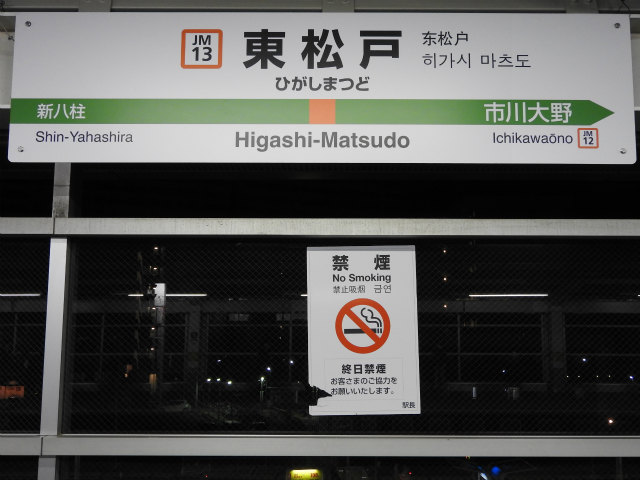 JM
13
東松戸
东松户
히가시 마츠도
ひがしまつど
新八柱
市川大野
Shin-Yahashira
Higashi-Matsudo
Ichikawaōno
JM
12
禁 煙
No Smoking
禁止吸烟 금연
終日禁煙
お客さまのご協力を
お願いいたします。
駅長